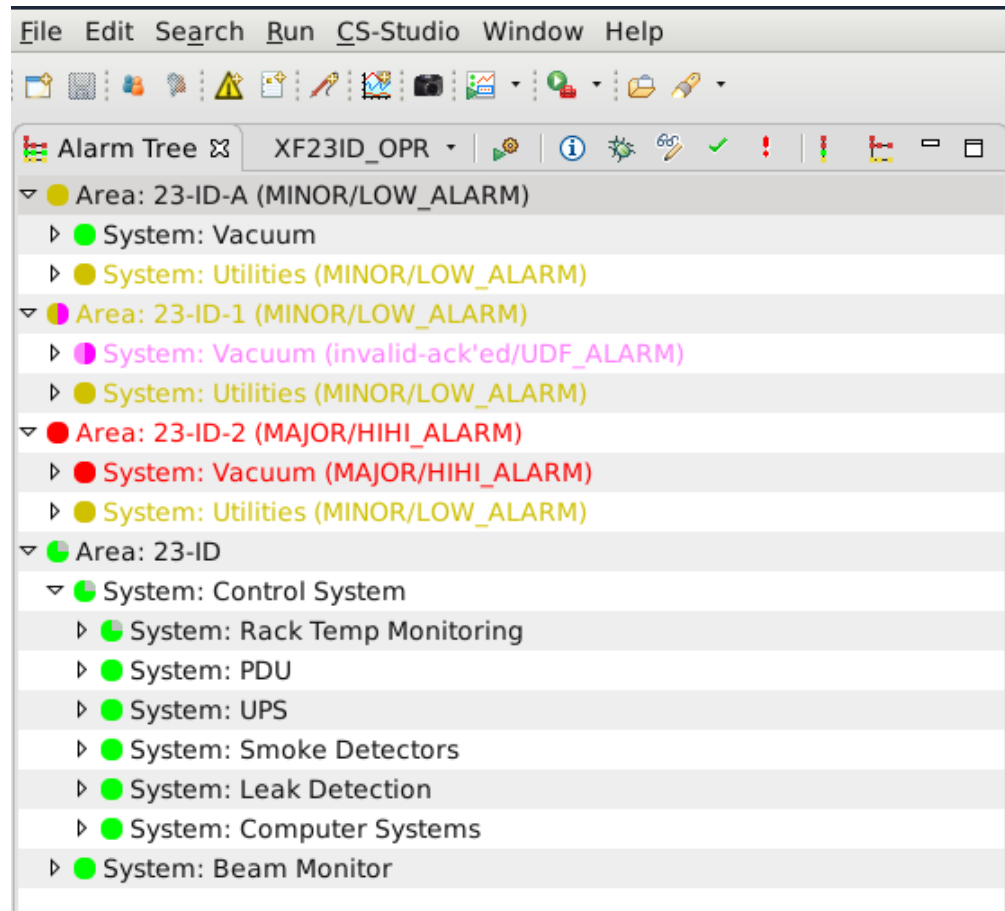 File Edit Search Run CS-Studio Window Help
Alarm Tree XF23ID_OPR
Area: 23-ID-A (MINOR/LOW_ALARM)
System: Vacuum
System: Utilities (MINOR/LOW_ALARM)
Area: 23-ID-1 (MINOR/LOW_ALARM)
System: Vacuum (invalid-ack'ed/UDF_ALARM)
System: Utilities (MINOR/LOW_ALARM)
Area: 23-ID-2 (MAJOR/HIHI_ALARM)
System: Vacuum (MAJOR/HIHI_ALARM)
System: Utilities (MINOR/LOW_ALARM)
Area: 23-ID
System: Control System
System: Rack Temp Monitoring
System: PDU
System: UPS
System: Smoke Detectors
System: Leak Detection
System: Computer Systems
System: Beam Monitor